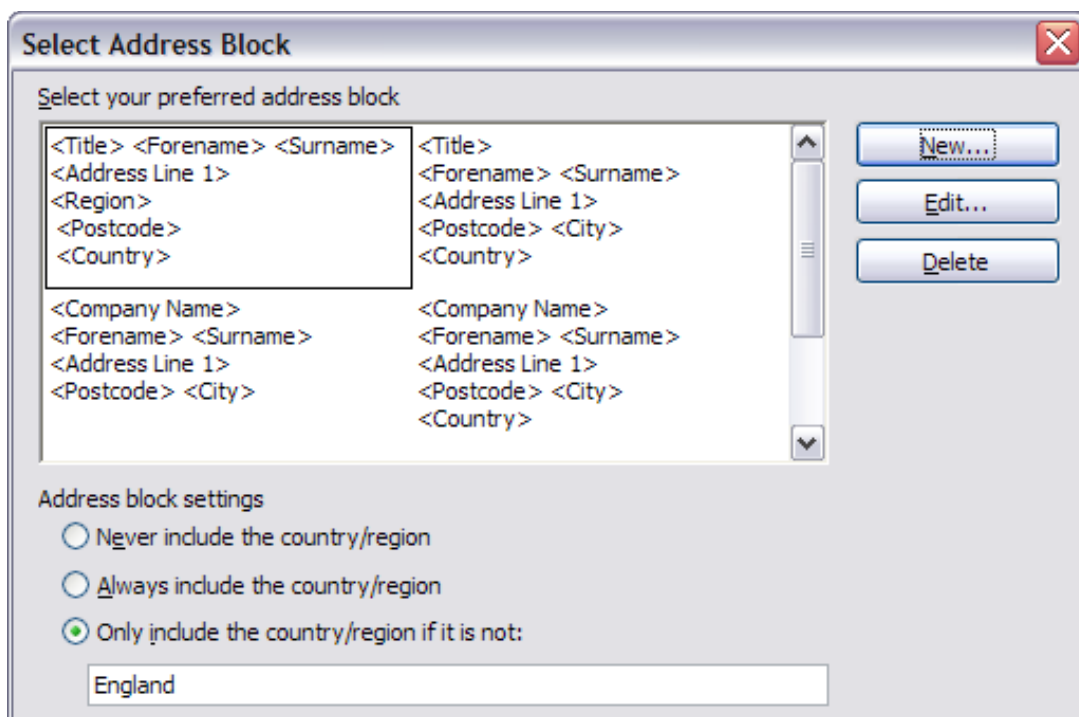 Select Address Block
Select your preferred address block
<Title> <Forename> <Surname>
<Address Line 1>
<Region>
<Postcode>
<Country>
<Title>
<Forename> <Surname>
<Address Line 1>
<Postcode> <City>
<Country>
<Company Name>
<Forename> <Surname>
<Address Line 1>
<Postcode> <City>
<Company Name>
<Forename> <Surname>
<Address Line 1>
<Postcode> <City>
<Country>
New...
Edit...
Delete
Address block settings
Never include the country/region
Always include the country/region
Only include the country/region if it is not:
England